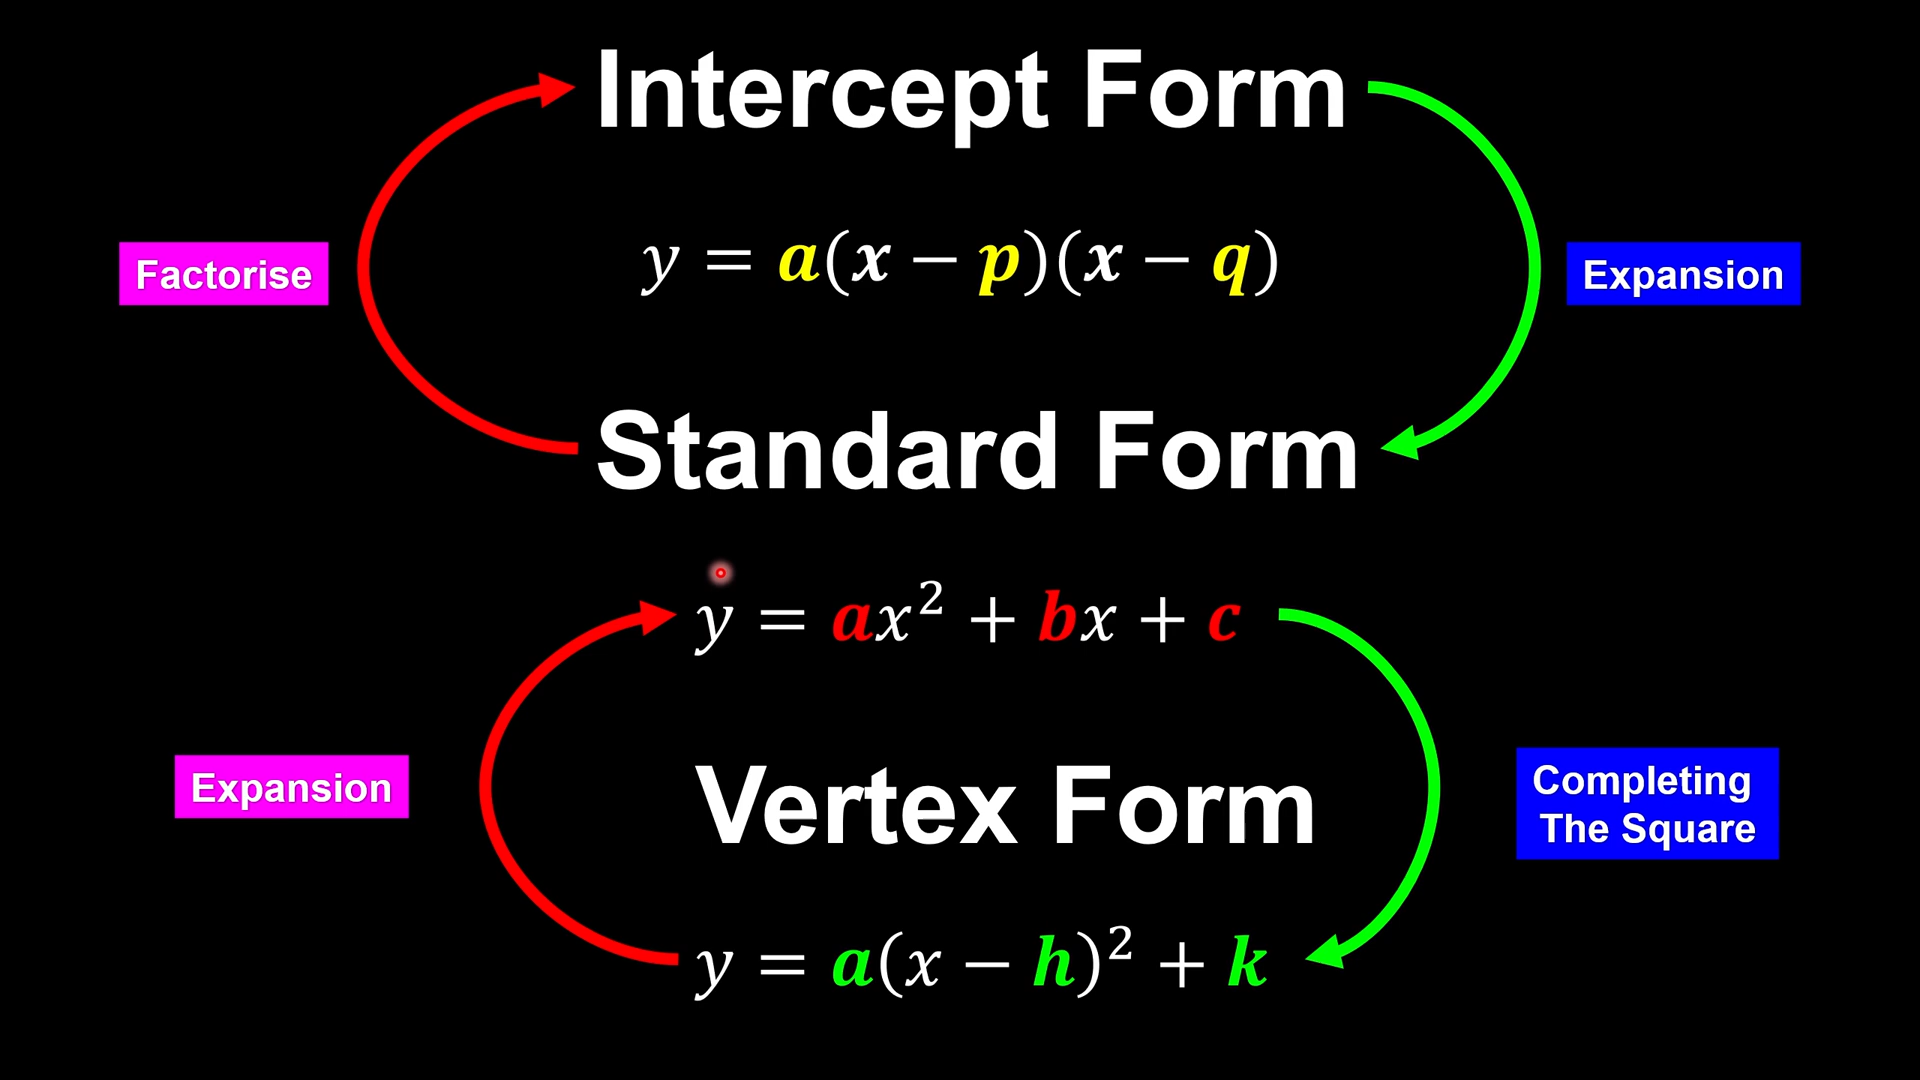 Intercept Form
y = a(x − p)(x − q)
Factorise
Expansion
Standard Form
y = ax² + bx + c
Expansion
Completing
The Square
Vertex Form
y = a(x − h)² + k